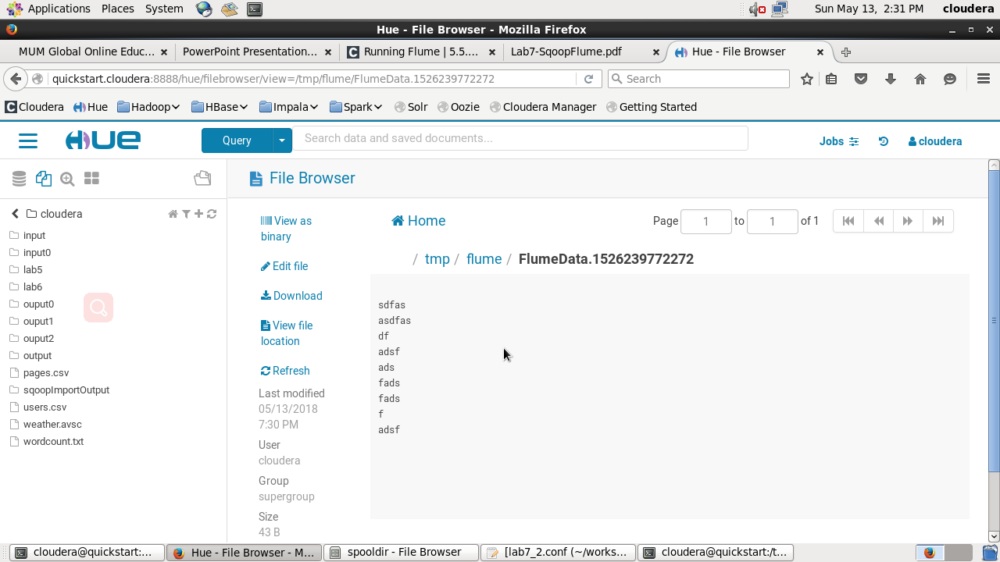 Applications Places System Sun May 13, 2:31 PM cloudera
Hue - File Browser - Mozilla Firefox
MUM Global Online Educ... PowerPoint Presentation... Running Flume | 5.5.... Lab7-SqoopFlume.pdf Hue - File Browser
quickstart.cloudera:8888/hue/filebrowser/view=/tmp/flume/FlumeData.1526239772272 Search
Cloudera Hue Hadoop HBase Impala Spark Solr Oozie Cloudera Manager Getting Started
HUE Query Search data and saved documents... Jobs cloudera
File Browser
cloudera
input
input0
lab5
lab6
ouput0
ouput1
ouput2
output
pages.csv
sqoopImportOutput
users.csv
weather.avsc
wordcount.txt
View as
binary
Edit file
Download
View file
location
Refresh
Last modified
05/13/2018
7:30 PM
User
cloudera
Group
supergroup
Size
43 B
Home Page 1 to 1 of 1
/ tmp / flume / FlumeData.1526239772272
sdfas
asdfas
df
adsf
ads
fads
fads
f
adsf
cloudera@quickstart:... Hue - File Browser - M... spooldir - File Browser [lab7_2.conf (~/works... cloudera@quickstart:/t...